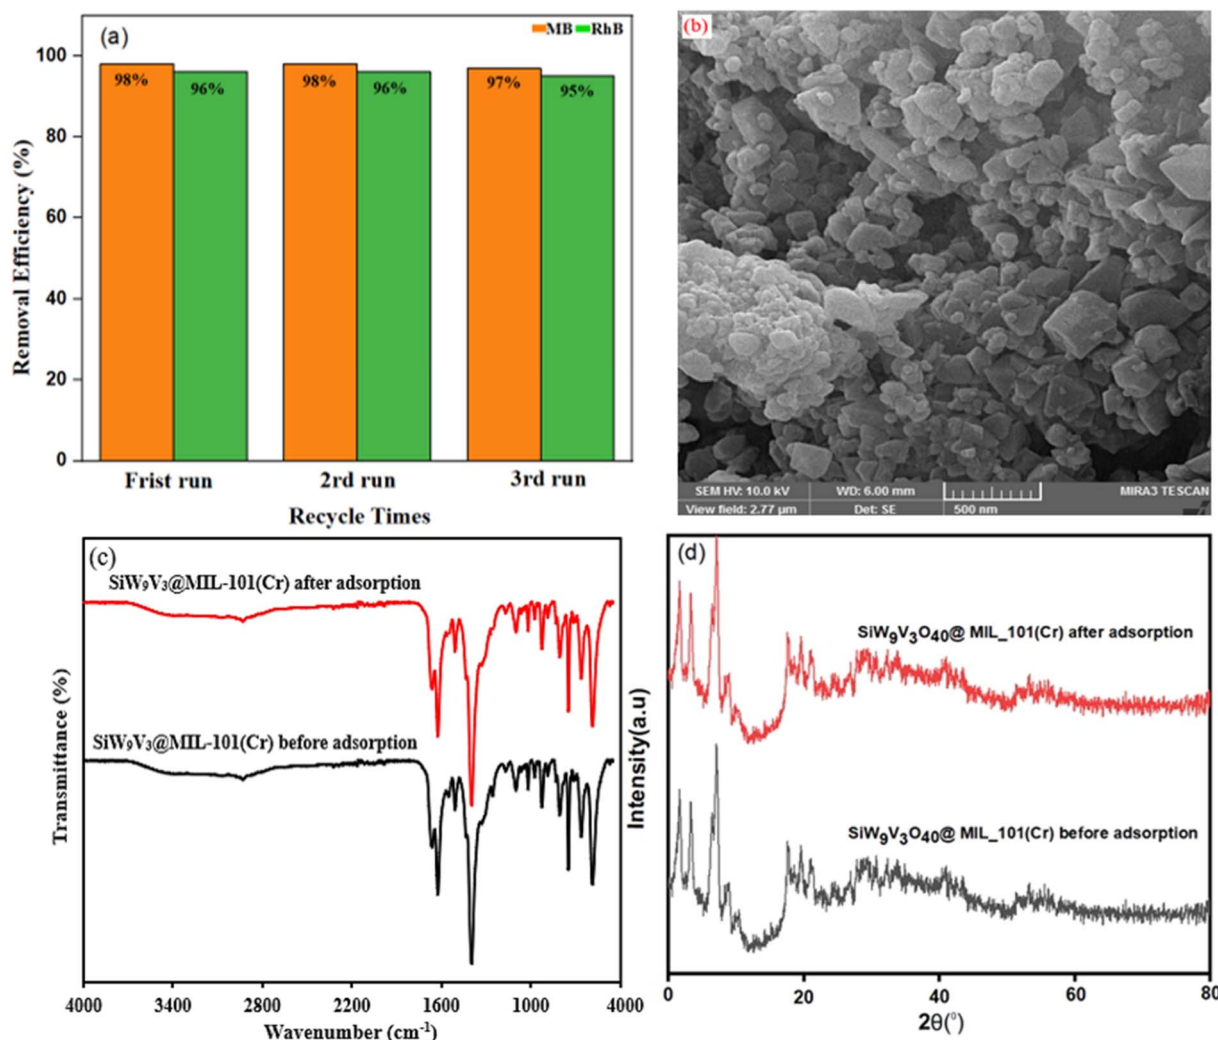 (a)
MB RhB
100
80
60
40
20
0
98%
96%
98%
96%
97%
95%
Removal Efficiency (%)
Frist run
2rd run
3rd run
Recycle Times
(b)
SEM HV: 10.0 kV
WD: 6.00 mm
MIRA3 TESCAN
View field: 2.77 µm
Det: SE
500 nm
(c)
SiW₉V₃@MIL-101(Cr) after adsorption
SiW₉V₃@MIL-101(Cr) before adsorption
Transmittance (%)
4000
3400
2800
2200
1600
1000
4000
Wavenumber (cm⁻¹)
(d)
SiW₉V₃O₄₀@ MIL_101(Cr) after adsorption
SiW₉V₃O₄₀@ MIL_101(Cr) before adsorption
Intensity(a.u)
0
20
40
60
80
2θ(°)